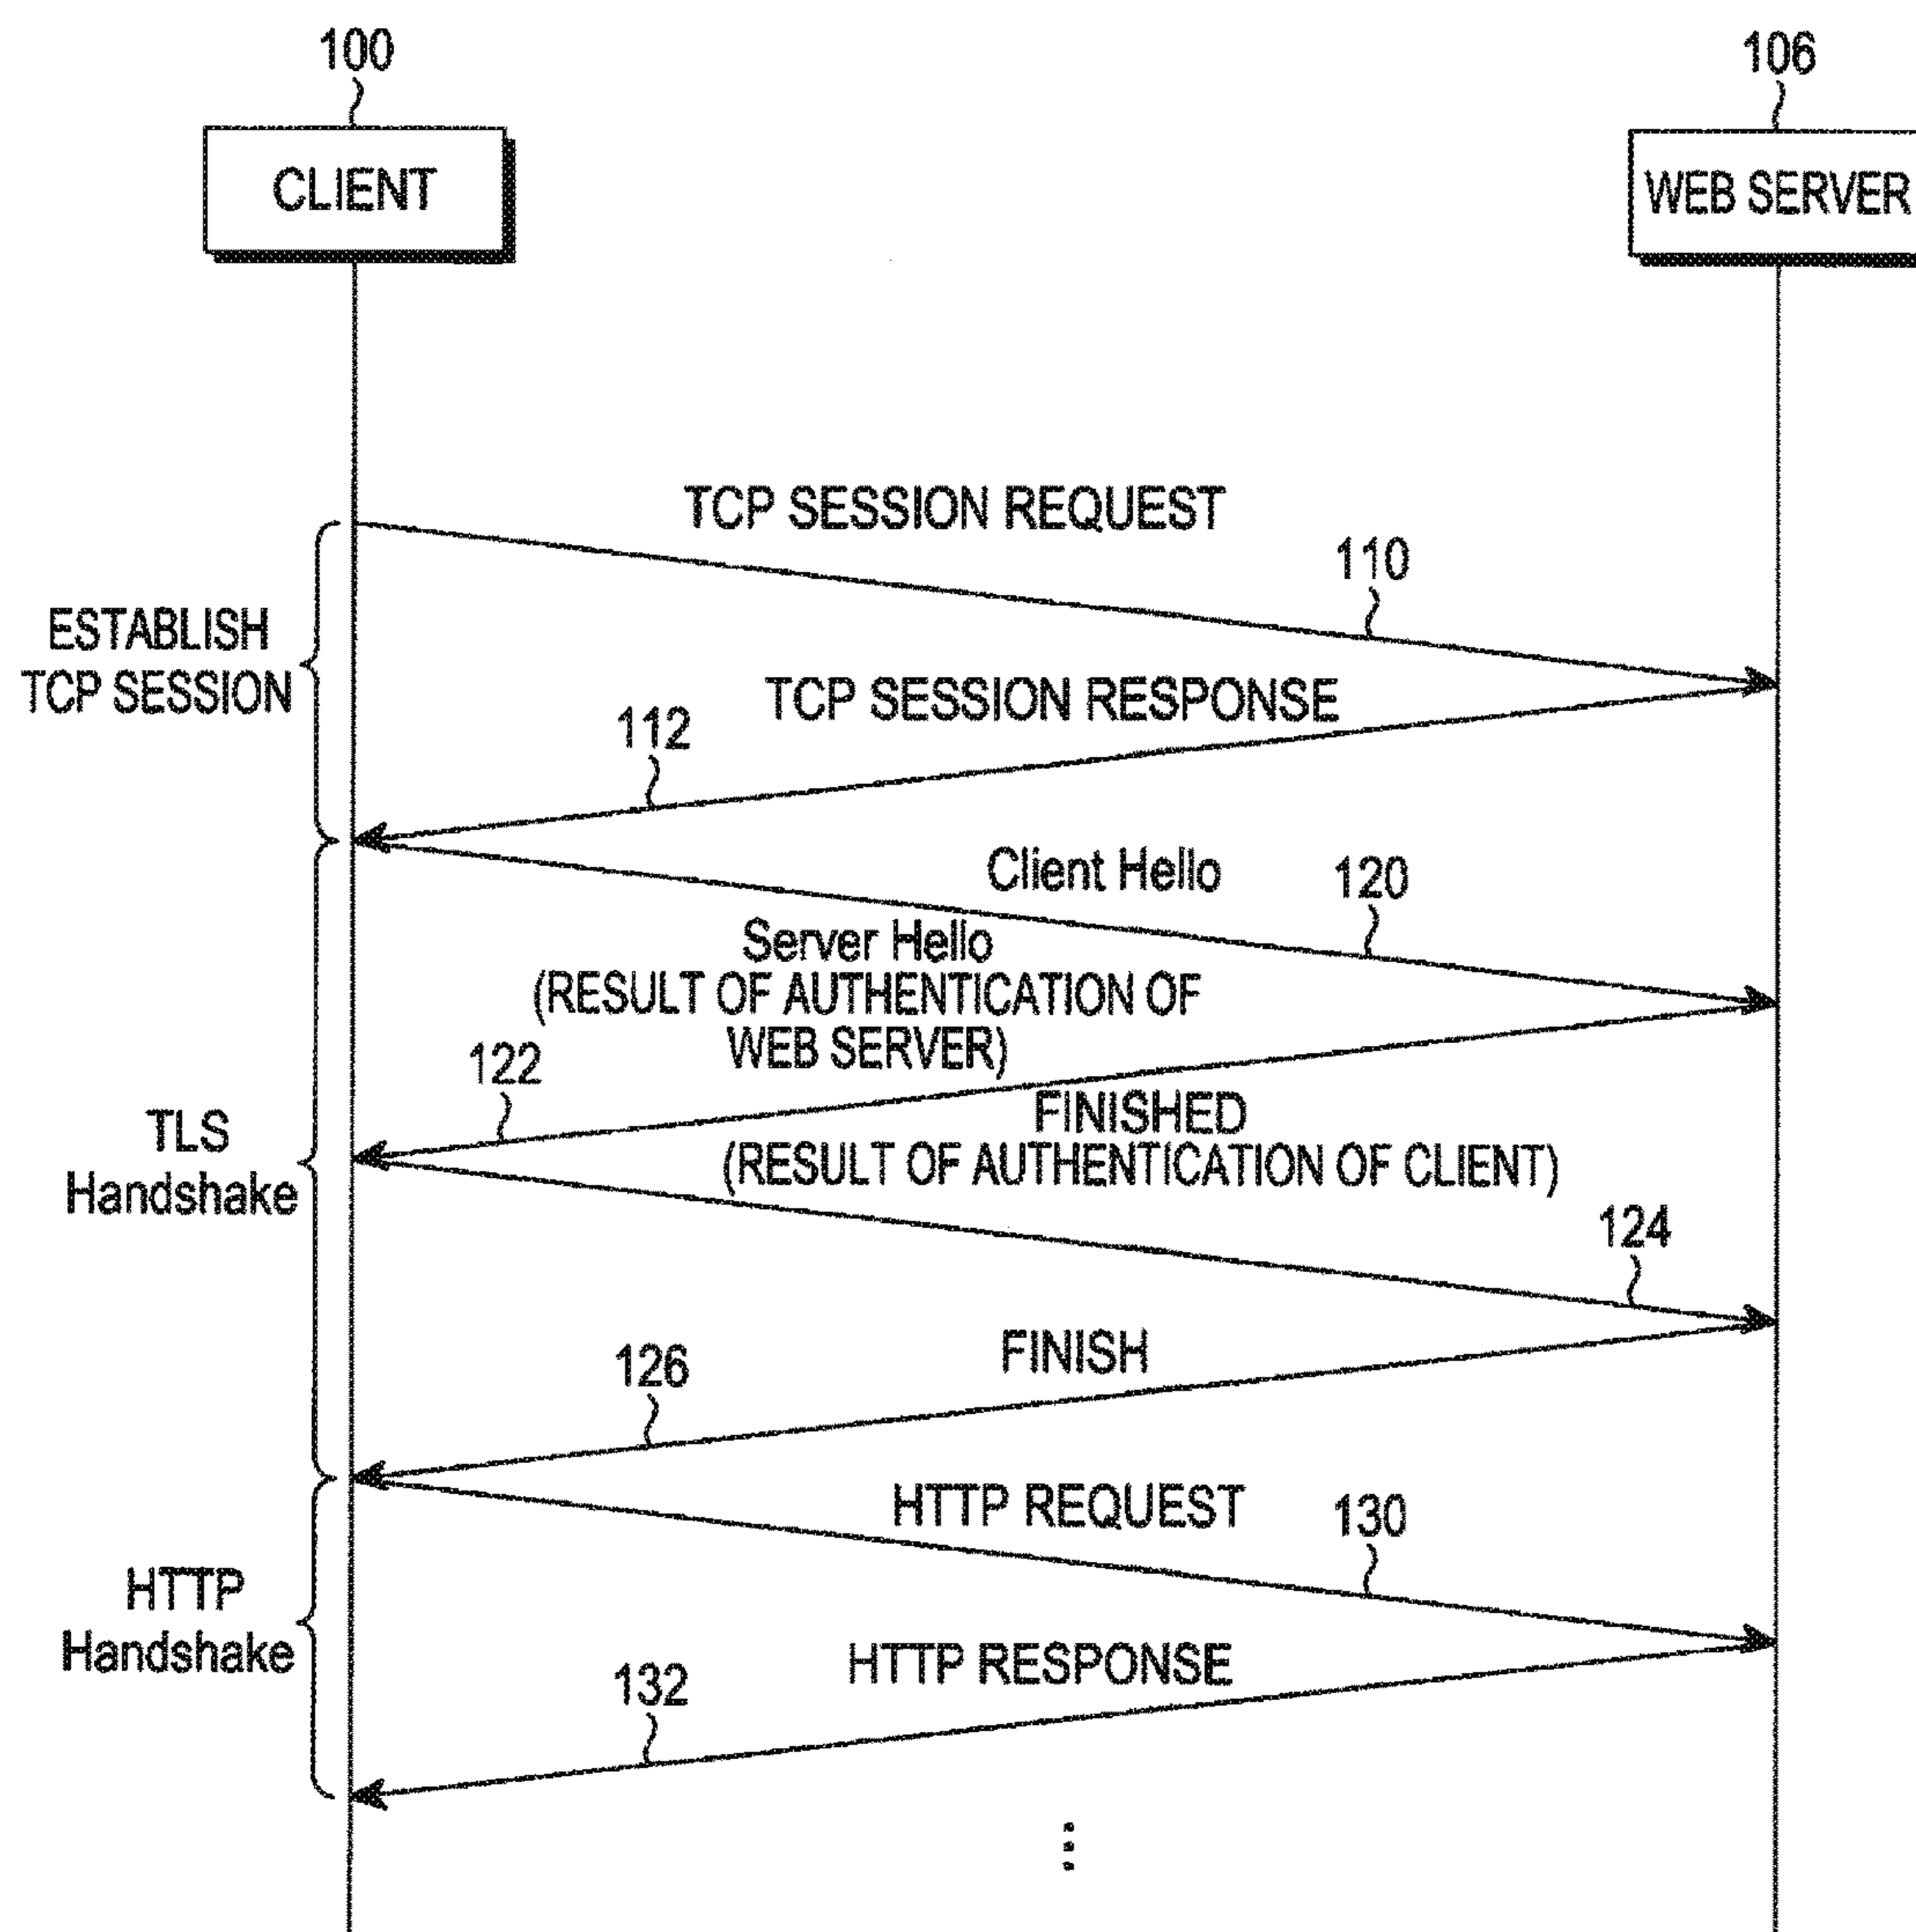 100
106
CLIENT
WEB SERVER
TCP SESSION REQUEST
110
ESTABLISH
TCP SESSION
TCP SESSION RESPONSE
112
Client Hello
120
Server Hello
(RESULT OF AUTHENTICATION OF
WEB SERVER)
122
FINISHED
(RESULT OF AUTHENTICATION OF CLIENT)
TLS
Handshake
124
FINISH
126
HTTP REQUEST
130
HTTP
Handshake
HTTP RESPONSE
132